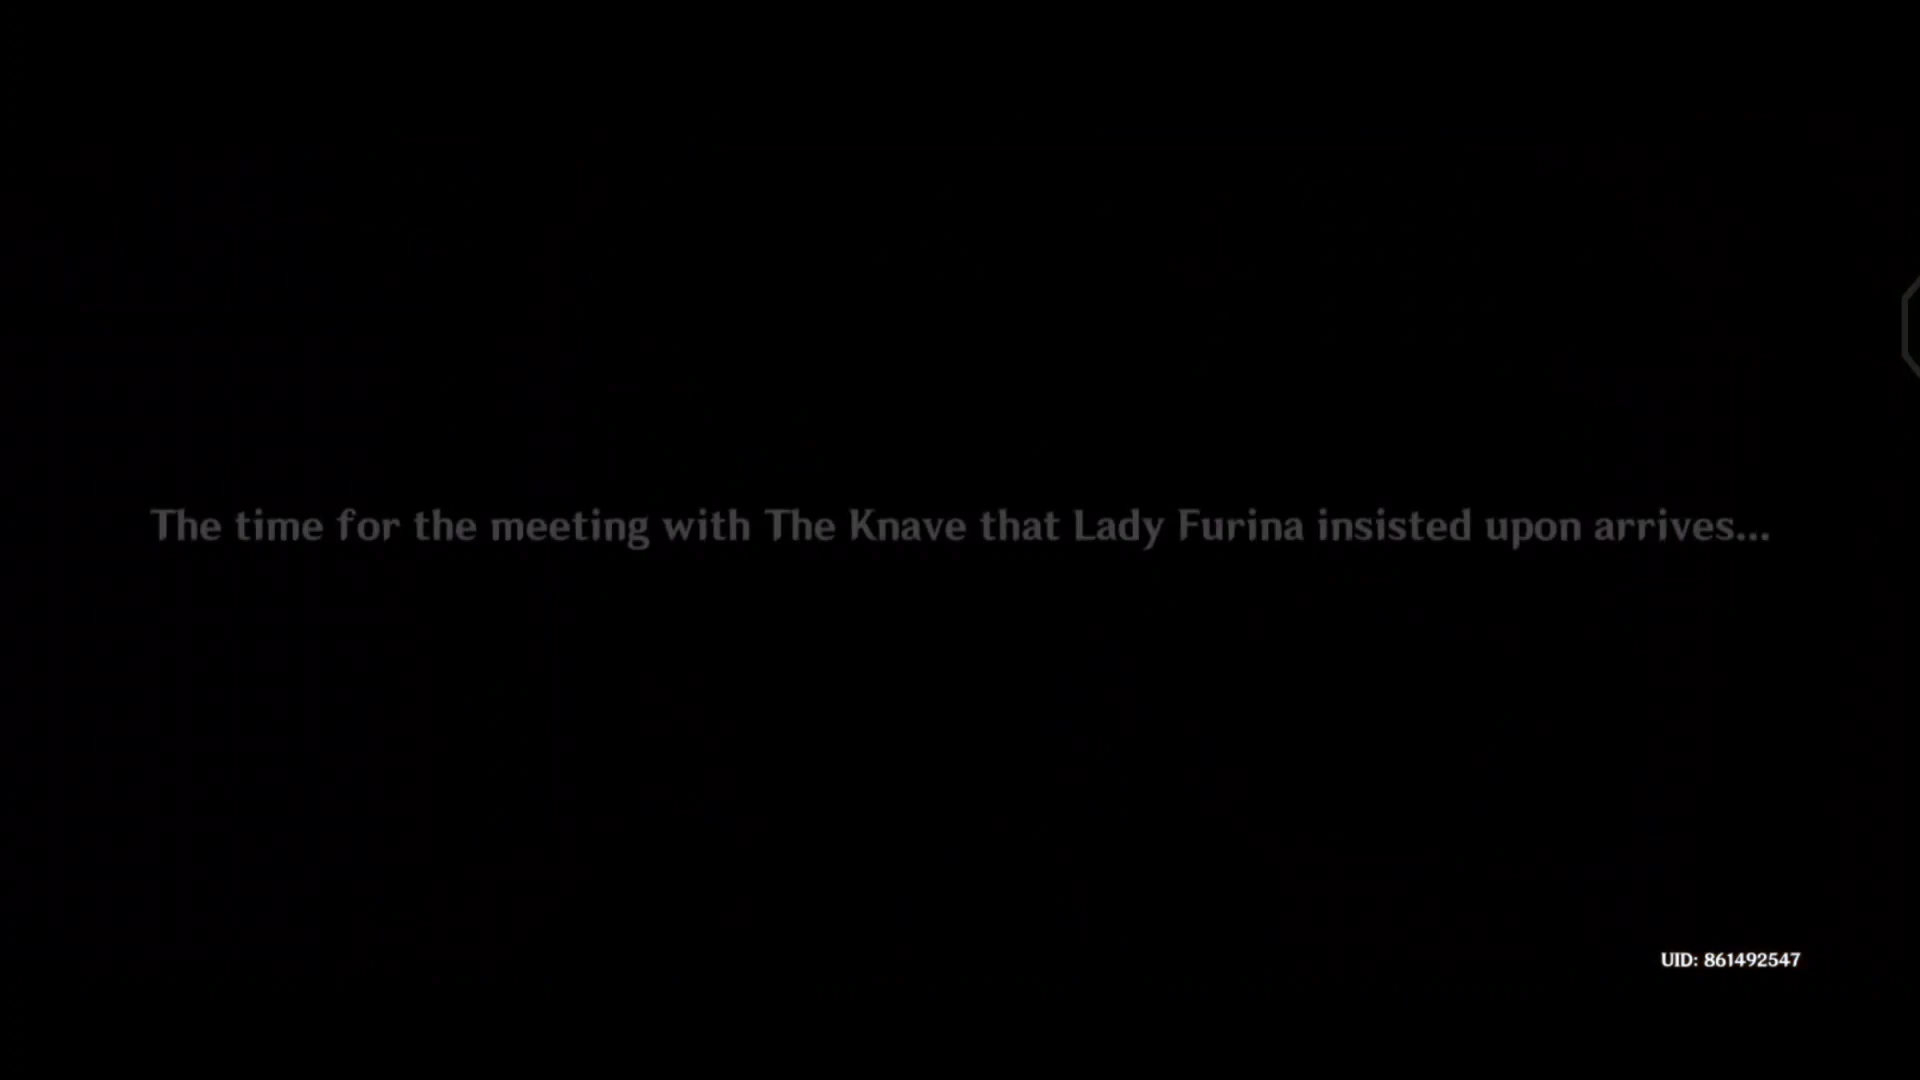 The time for the meeting with The Knave that Lady Furina insisted upon arrives...
UID: 861492547